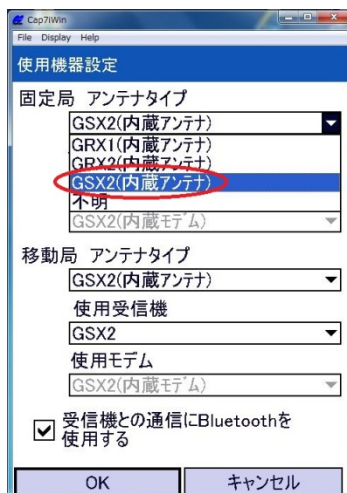 Cap7iWin
File Display Help
使用機器設定
固定局 アンテナタイプ
GSX2(内蔵アンテナ)
GRX1(内蔵アンテナ)
GRX2(内蔵アンテナ)
GSX2(内蔵アンテナ)
不明
GSX2(内蔵モデム)
移動局 アンテナタイプ
GSX2(内蔵アンテナ)
使用受信機
GSX2
使用モデム
GSX2(内蔵モデム)
受信機との通信にBluetoothを
使用する
OK キャンセル